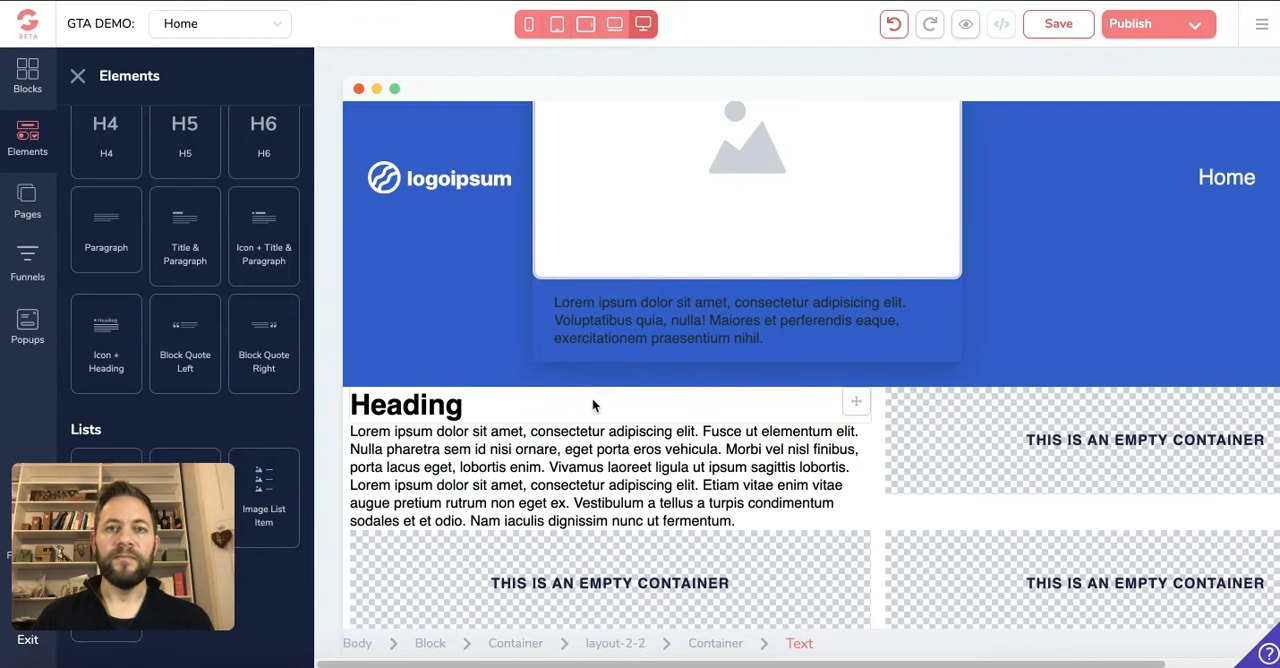 BETA
GTA DEMO:
Home
</>
Save
Publish
Blocks
Elements
Pages
Funnels
Popups
Exit
Elements
H4
H5
H6
H4
H5
H6
Paragraph
Title &
Paragraph
Icon + Title &
Paragraph
Heading
Icon +
Heading
Block Quote
Left
Block Quote
Right
Lists
Image List
Item
logoipsum
Home
Lorem ipsum dolor sit amet, consectetur adipisicing elit.
Voluptatibus quia, nulla! Maiores et perferendis eaque,
exercitationem praesentium nihil.
Heading
Lorem ipsum dolor sit amet, consectetur adipiscing elit. Fusce ut elementum elit.
Nulla pharetra sem id nisi ornare, eget porta eros vehicula. Morbi vel nisl finibus,
porta lacus eget, lobortis enim. Vivamus laoreet ligula ut ipsum sagittis lobortis.
Lorem ipsum dolor sit amet, consectetur adipiscing elit. Etiam vitae enim vitae
augue pretium rutrum non eget ex. Vestibulum a tellus a turpis condimentum
sodales et et odio. Nam iaculis dignissim nunc ut fermentum.
THIS IS AN EMPTY CONTAINER
THIS IS AN EMPTY CONTAINER
THIS IS AN EMPTY CONTAINER
Body > Block > Container > layout-2-2 > Container > Text
?